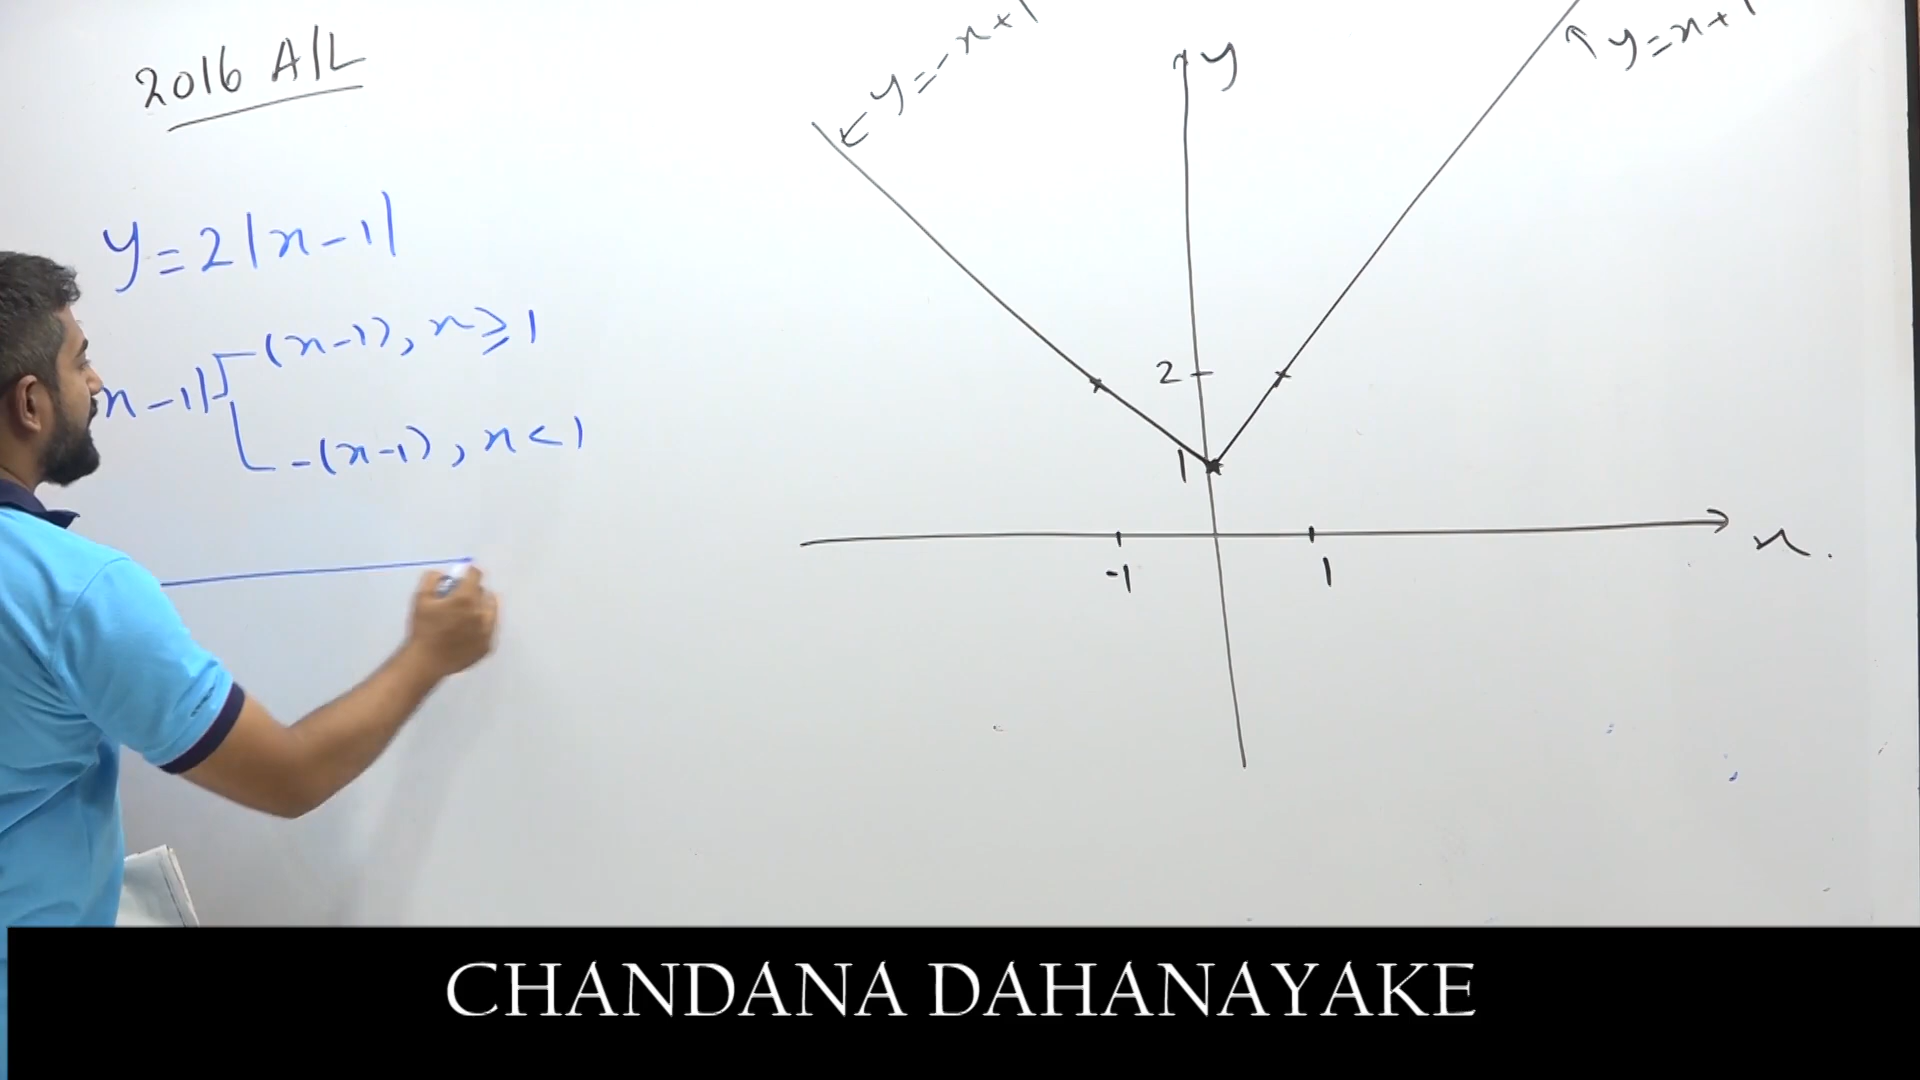 2016 A/L
y = 2|x-1|
x-1|
(x-1), x ≥ 1
-(x-1), x < 1
y = -x+1
y
y = x+1
2
1
-1
1
x.
CHANDANA DAHANAYAKE